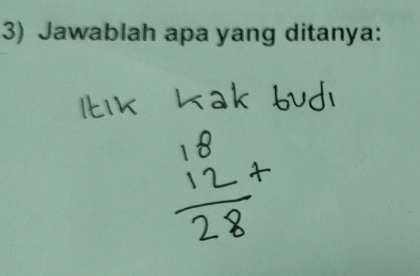 3) Jawablah apa yang ditanya:
Itik kak budi
18
12 +
28